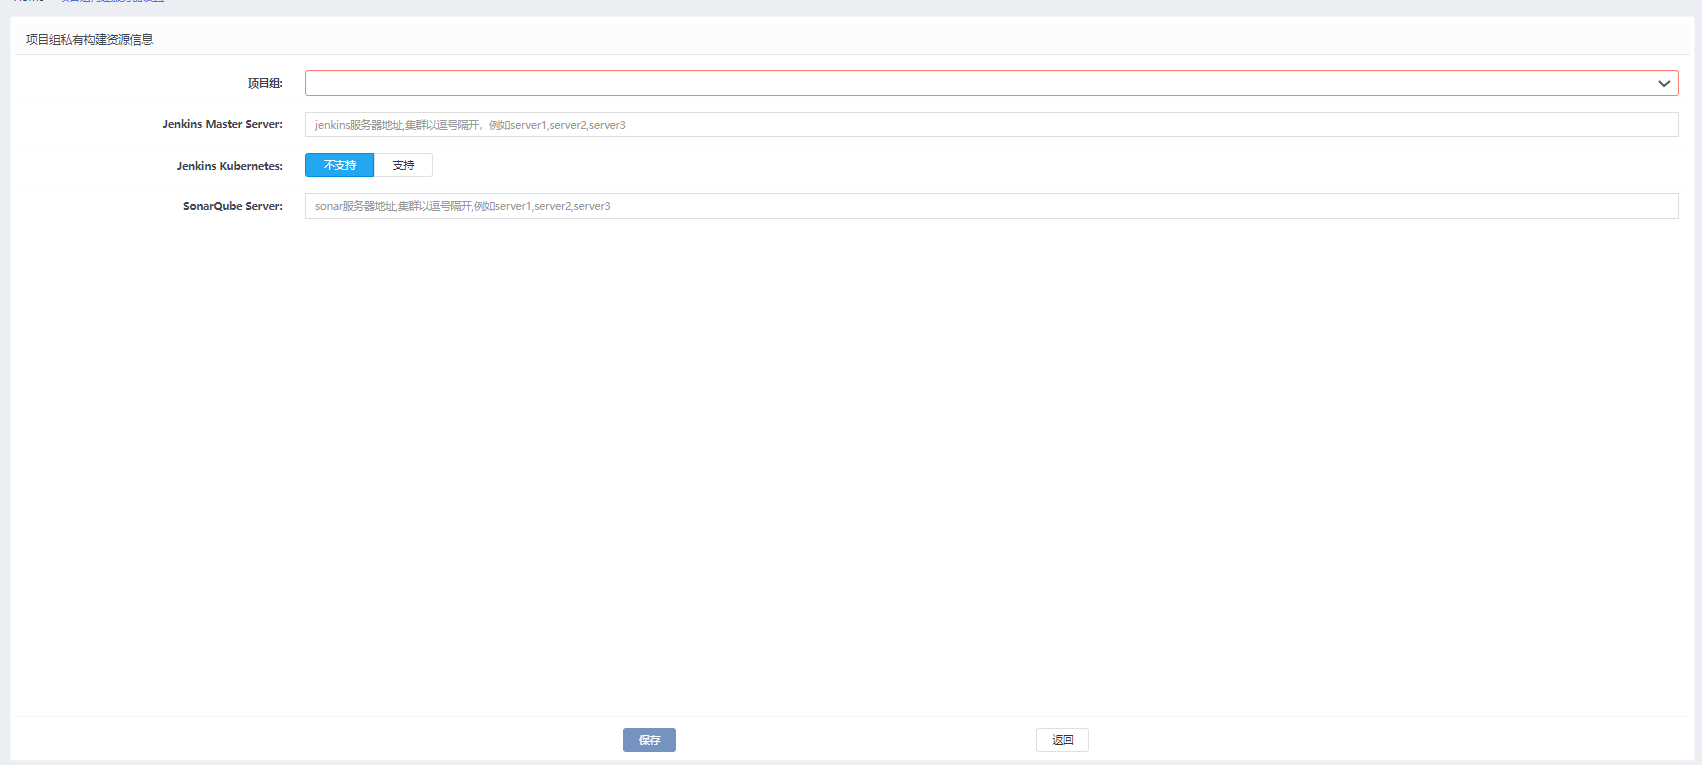 项目组私有构建资源信息
项目组:
Jenkins Master Server: jenkins服务器地址,集群以逗号隔开，例如server1,server2,server3
Jenkins Kubernetes: 不支持 支持
SonarQube Server: sonar服务器地址,集群以逗号隔开,例如server1,server2,server3
保存 返回